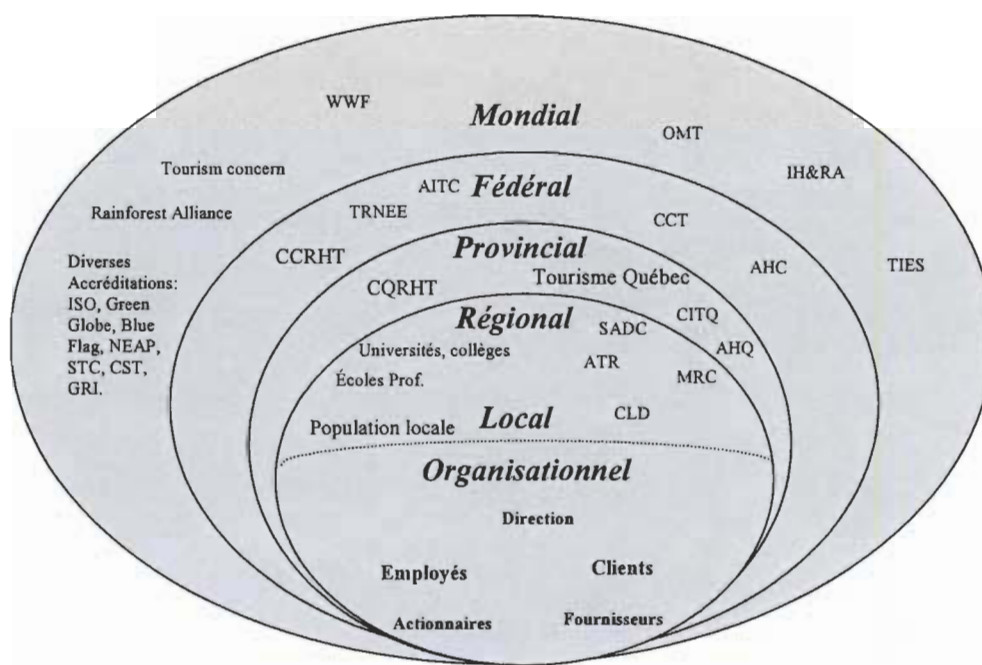 WWF
Mondial
OMT
Tourism concern
IH&RA
AITC
Fédéral
Rainforest Alliance
TRNEE
CCT
CCRHT
Provincial
Diverses
Accréditations:
ISO, Green
Globe, Blue
Flag, NEAP,
STC, CST,
GRI.
AHC
TIES
CQRHT
Tourisme Québec
Régional
SADC
CITQ
Universités, collèges
ATR
AHQ
Écoles Prof.
MRC
Population locale
Local
CLD
Organisationnel
Direction
Employés
Clients
Actionnaires
Fournisseurs